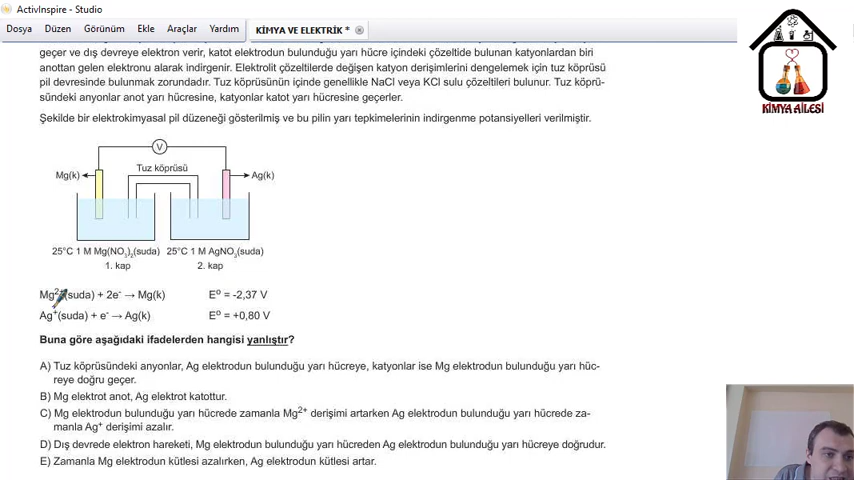 ActivInspire - Studio
Dosya Düzen Görünüm Ekle Araçlar Yardım KİMYA VE ELEKTRİK *
geçer ve dış devreye elektron verir, katot elektrodun bulunduğu yarı hücre içindeki çözeltide bulunan katyonlardan biri
anottan gelen elektronu alarak indirgenir. Elektrolit çözeltilerde değişen katyon derişimlerini dengelemek için tuz köprüsü
pil devresinde bulunmak zorundadır. Tuz köprüsünün içinde genellikle NaCl veya KCl sulu çözeltileri bulunur. Tuz köprü-
sündeki anyonlar anot yarı hücresine, katyonlar katot yarı hücresine geçerler.
Şekilde bir elektrokimyasal pil düzeneği gösterilmiş ve bu pilin yarı tepkimelerinin indirgenme potansiyelleri verilmiştir.
V
Tuz köprüsü
Mg(k) Ag(k)
25°C 1 M Mg(NO₃)₂(suda) 25°C 1 M AgNO₃(suda)
1. kap 2. kap
Mg²⁺(suda) + 2e⁻ → Mg(k) E° = -2,37 V
Ag⁺(suda) + e⁻ → Ag(k) E° = +0,80 V
Buna göre aşağıdaki ifadelerden hangisi yanlıştır?
A) Tuz köprüsündeki anyonlar, Ag elektrodun bulunduğu yarı hücreye, katyonlar ise Mg elektrodun bulunduğu yarı hüc-
reye doğru geçer.
B) Mg elektrot anot, Ag elektrot katottur.
C) Mg elektrodun bulunduğu yarı hücrede zamanla Mg²⁺ derişimi artarken Ag elektrodun bulunduğu yarı hücrede za-
manla Ag⁺ derişimi azalır.
D) Dış devrede elektron hareketi, Mg elektrodun bulunduğu yarı hücreden Ag elektrodun bulunduğu yarı hücreye doğrudur.
E) Zamanla Mg elektrodun kütlesi azalırken, Ag elektrodun kütlesi artar.
KİMYA AİLESİ